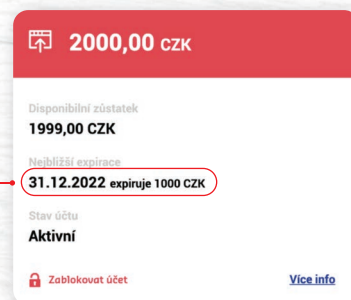 2000,00 CZK
Disponibilní zůstatek
1999,00 CZK
Nejbližší expirace
31.12.2022 expiruje 1000 CZK
Stav účtu
Aktivní
Zablokovat účet Více info